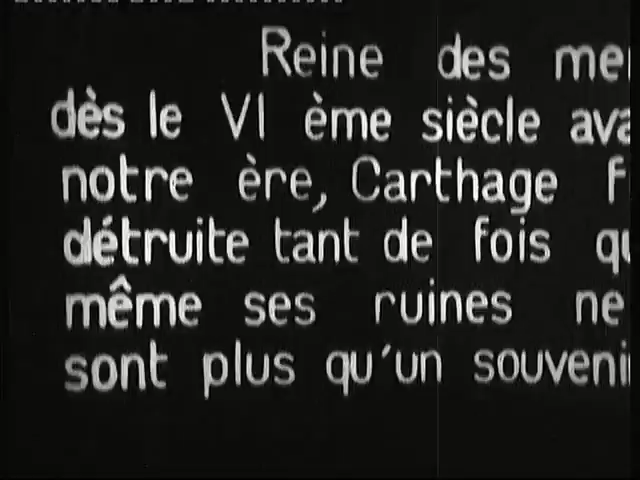 Reine des me
dès le VI ème siècle ava
notre ère, Carthage f
détruite tant de fois qu
même ses ruines ne
sont plus qu'un souveni